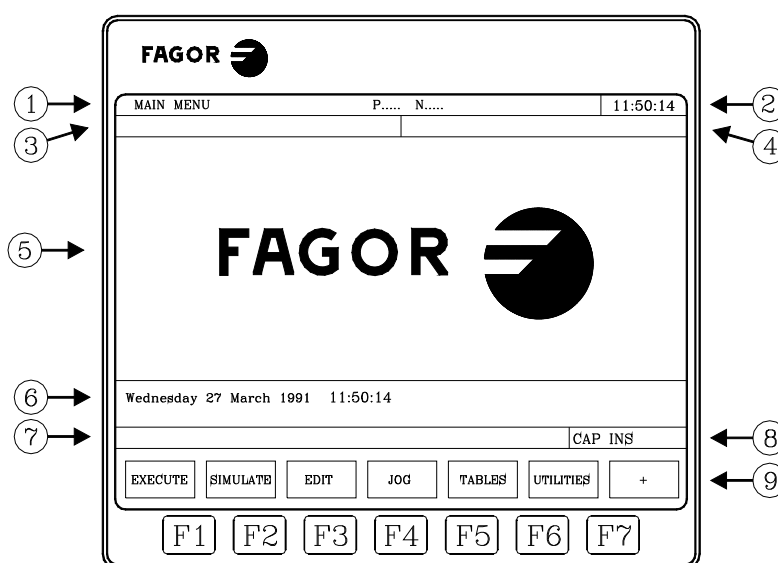 FAGOR
1 MAIN MENU P..... N..... 11:50:14 2
3 4
5 FAGOR
6 Wednesday 27 March 1991 11:50:14
7 CAP INS 8
EXECUTE SIMULATE EDIT JOG TABLES UTILITIES + 9
F1 F2 F3 F4 F5 F6 F7